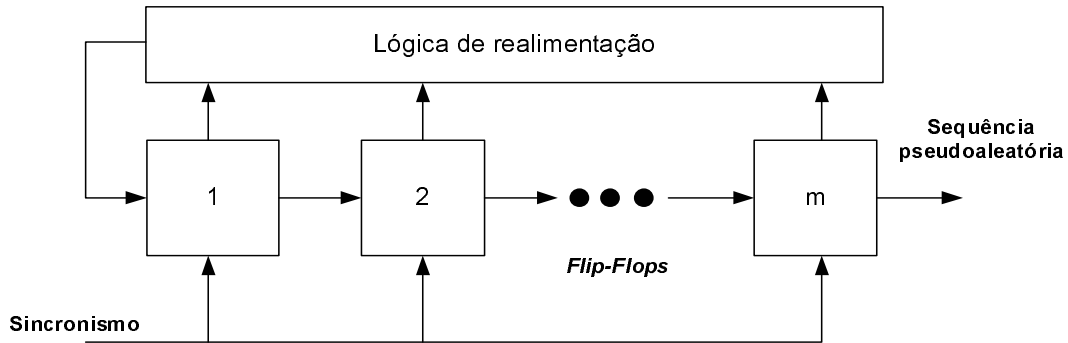 Lógica de realimentação
Sequência
pseudoaleatória
1
2
m
Flip-Flops
Sincronismo